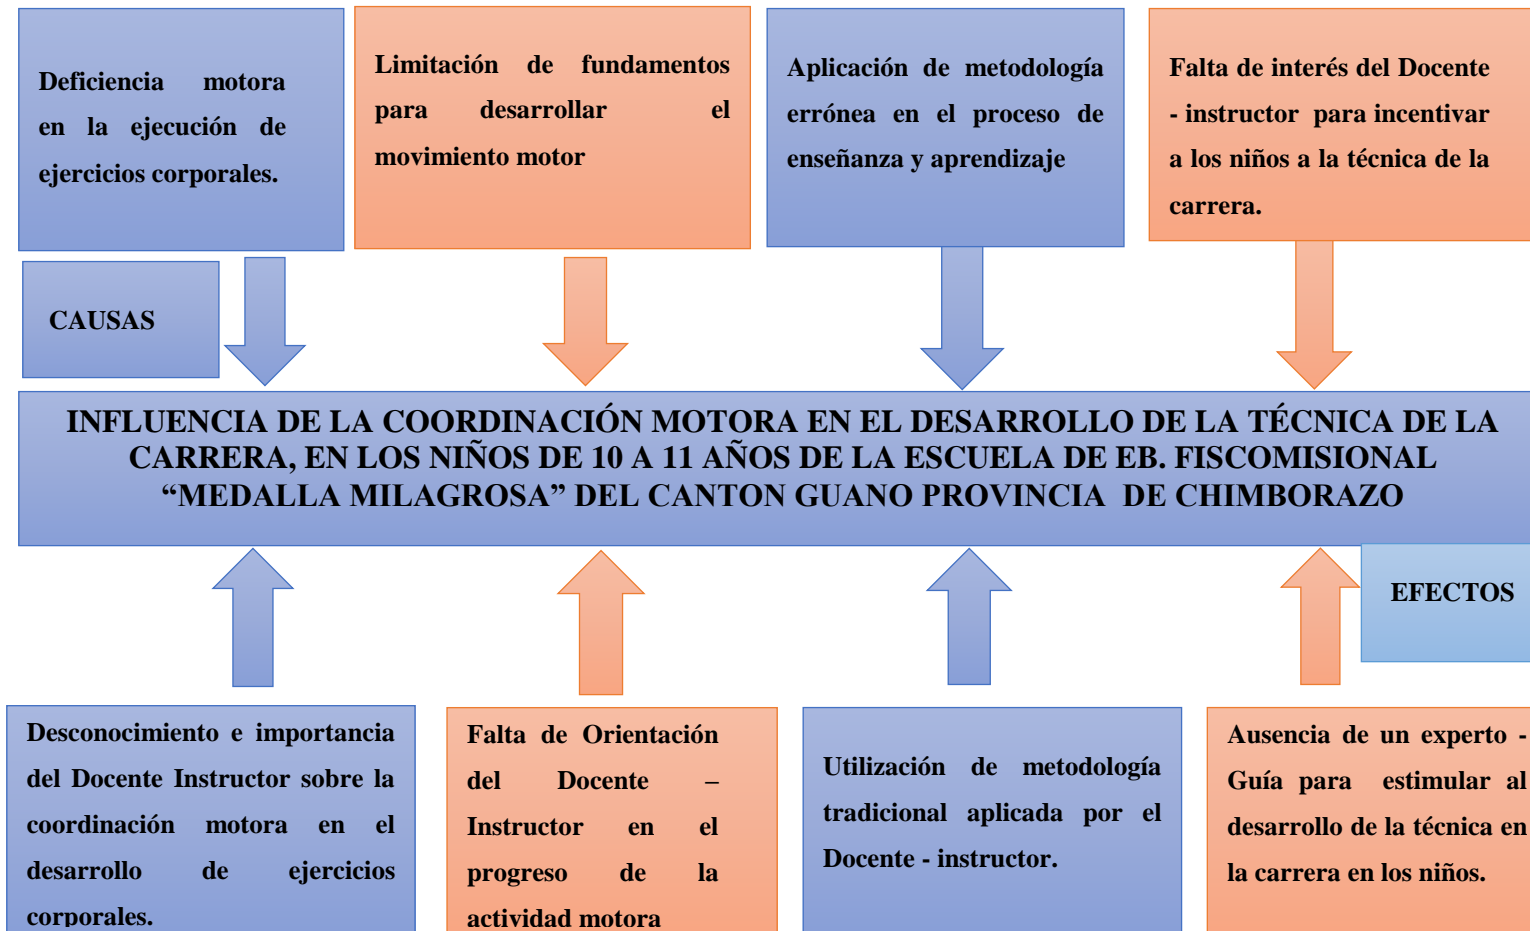 Deficiencia motora
en la ejecución de
ejercicios corporales.
Limitación de fundamentos
para desarrollar el
movimiento motor
Aplicación de metodología
errónea en el proceso de
enseñanza y aprendizaje
Falta de interés del Docente
- instructor para incentivar
a los niños a la técnica de la
carrera.
CAUSAS
INFLUENCIA DE LA COORDINACIÓN MOTORA EN EL DESARROLLO DE LA TÉCNICA DE LA
CARRERA, EN LOS NIÑOS DE 10 A 11 AÑOS DE LA ESCUELA DE EB. FISCOMISIONAL
“MEDALLA MILAGROSA” DEL CANTON GUANO PROVINCIA DE CHIMBORAZO
EFECTOS
Desconocimiento e importancia
del Docente Instructor sobre la
coordinación motora en el
desarrollo de ejercicios
corporales.
Falta de Orientación
del Docente –
Instructor en el
progreso de la
actividad motora
Utilización de metodología
tradicional aplicada por el
Docente - instructor.
Ausencia de un experto -
Guía para estimular al
desarrollo de la técnica en
la carrera en los niños.